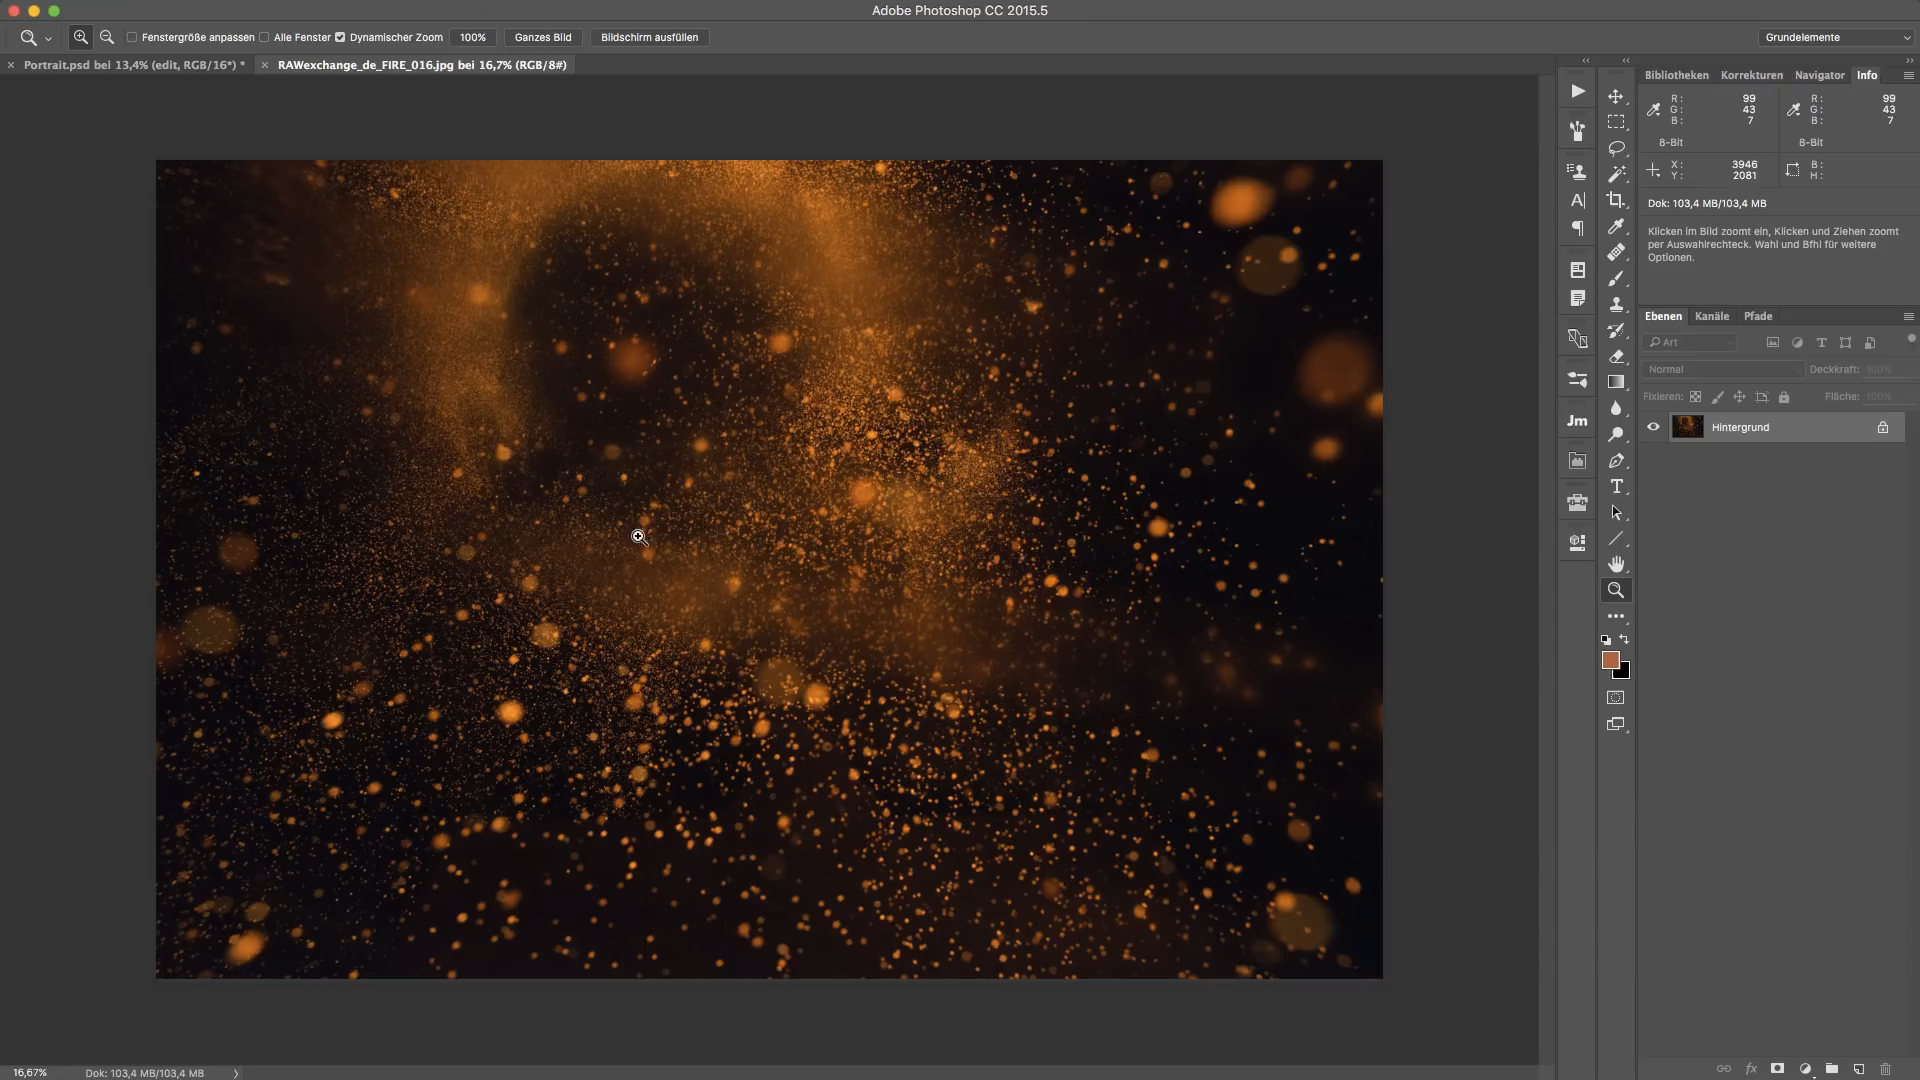 Adobe Photoshop CC 2015.5
Fenstergröße anpassen Alle Fenster Dynamischer Zoom 100% Ganzes Bild Bildschirm ausfüllen Grundelemente
Portrait.psd bei 13,4% (edit, RGB/16*) * RAWexchange_de_FIRE_016.jpg bei 16,7% (RGB/8#)
Bibliotheken Korrekturen Navigator Info
R: 99 R: 99
G: 43 G: 43
B: 7 B: 7
8-Bit 8-Bit
X: 3946 B:
Y: 2081 H:
Dok: 103,4 MB/103,4 MB
Klicken im Bild zoomt ein, Klicken und Ziehen zoomt
per Auswahlrechteck. Wahl und Bfhl für weitere
Optionen.
Ebenen Kanäle Pfade
Art
Normal Deckkraft: 100%
Fixieren: Fläche: 100%
Hintergrund
Jm
fx
16,67% Dok: 103,4 MB/103,4 MB